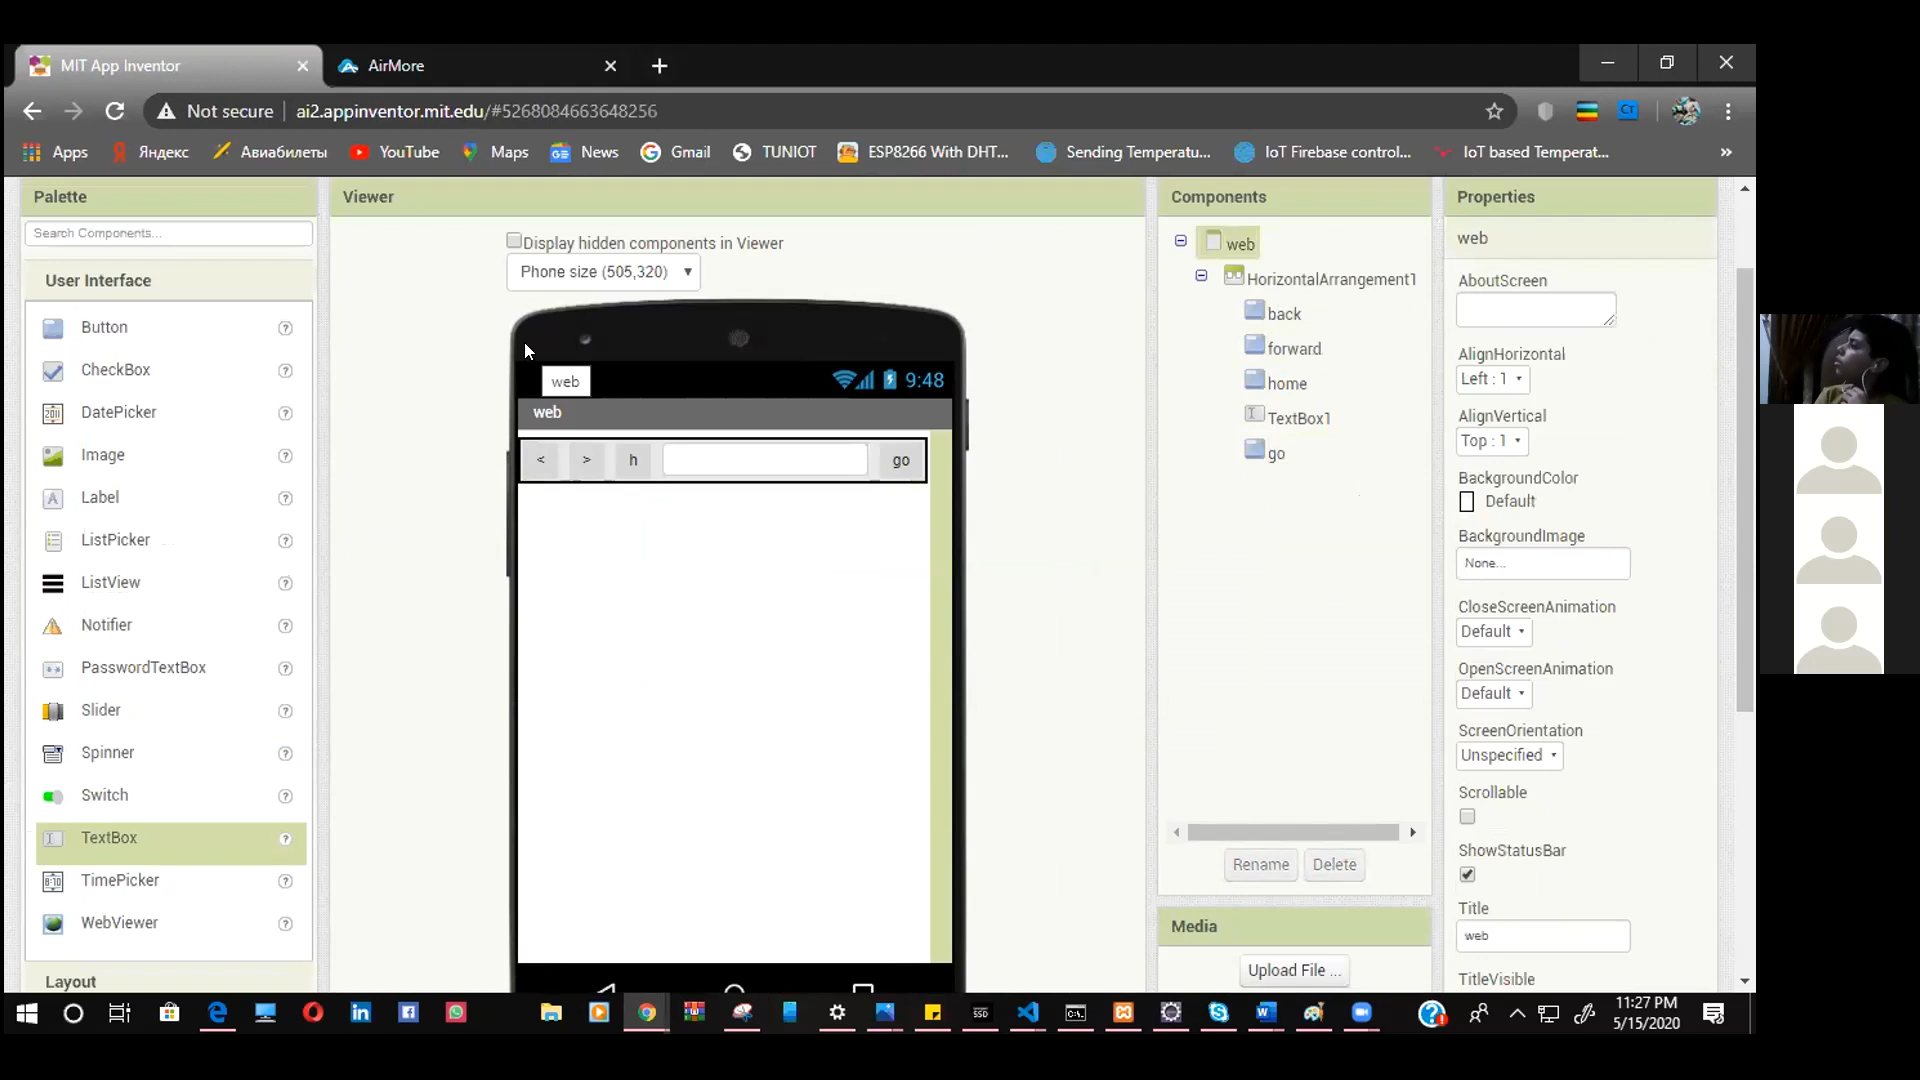 MIT App Inventor
AirMore
Not secure
ai2.appinventor.mit.edu/#5268084663648256
Apps
Яндекс
Авиабилеты
YouTube
Maps
News
Gmail
TUNIOT
ESP8266 With DHT...
Sending Temperatu...
IoT Firebase control...
IoT based Temperat...
»
Palette
Viewer
Components
Properties
Search Components...
User Interface
Button
CheckBox
DatePicker
Image
Label
ListPicker
ListView
Notifier
PasswordTextBox
Slider
Spinner
Switch
TextBox
TimePicker
WebViewer
Layout
Display hidden components in Viewer
Phone size (505,320)
web
9:48
web
< > h go
web
HorizontalArrangement1
back
forward
home
TextBox1
go
Rename
Delete
Media
Upload File ...
web
AboutScreen
AlignHorizontal
Left : 1
AlignVertical
Top : 1
BackgroundColor
Default
BackgroundImage
None...
CloseScreenAnimation
Default
OpenScreenAnimation
Default
ScreenOrientation
Unspecified
Scrollable
ShowStatusBar
Title
web
TitleVisible
11:27 PM
5/15/2020